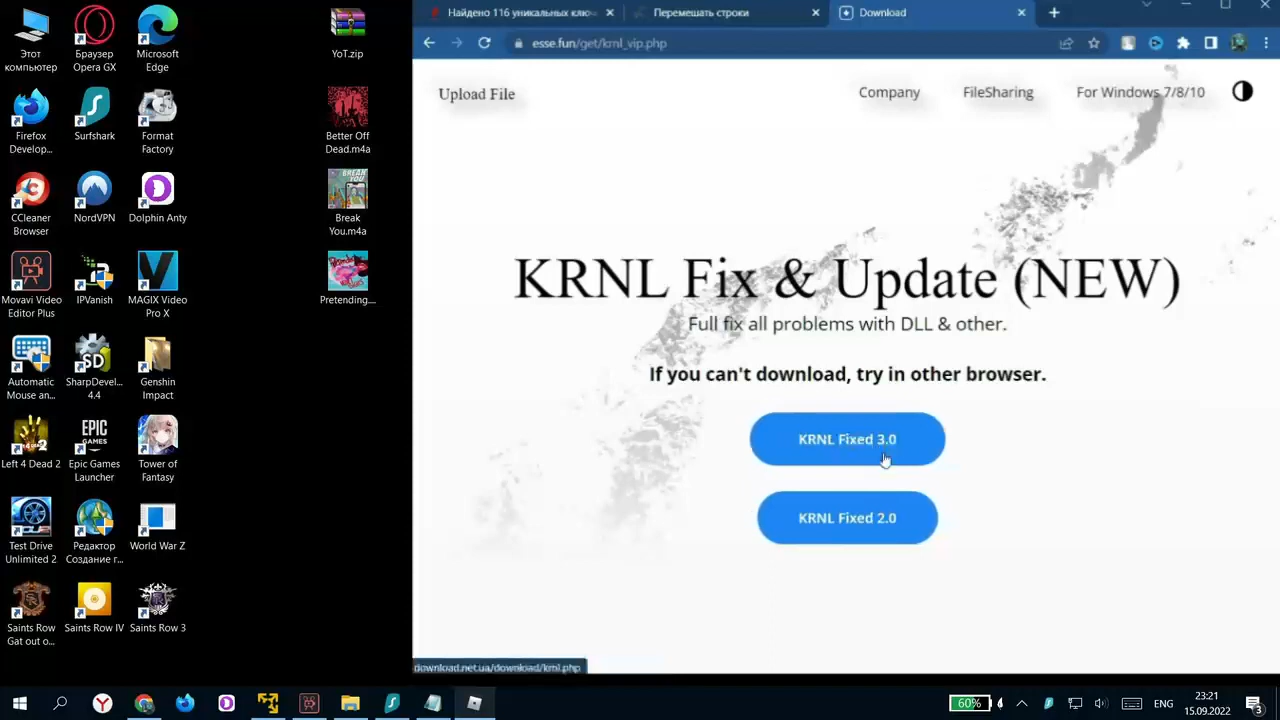 Найдено 116 уникальных клю
Перемешать строки
Download
esse.fun/get/krnl_vip.php
Upload File
Company
FileSharing
For Windows 7/8/10
KRNL Fix & Update (NEW)
Full fix all problems with DLL & other.
If you can't download, try in other browser.
KRNL Fixed 3.0
KRNL Fixed 2.0
download.net.ua/download/krnl.php
Этот
компьютер
Браузер
Opera GX
Microsoft
Edge
YoT.zip
Firefox
Develop...
Surfshark
Format
Factory
Better Off
Dead.m4a
CCleaner
Browser
NordVPN
Dolphin Anty
BREAK
YOU
Break
You.m4a
Movavi Video
Editor Plus
IPVanish
MAGIX Video
Pro X
Pretending....
Automatic
Mouse an...
SD
SharpDevel...
4.4
Genshin
Impact
Left 4 Dead 2
EPIC
GAMES
Epic Games
Launcher
Tower of
Fantasy
Test Drive
Unlimited 2
Редактор
Создание г...
World War Z
Saints Row
Gat out o...
Saints Row IV
Saints Row 3
60%
ENG
23:21
15.09.2022
3